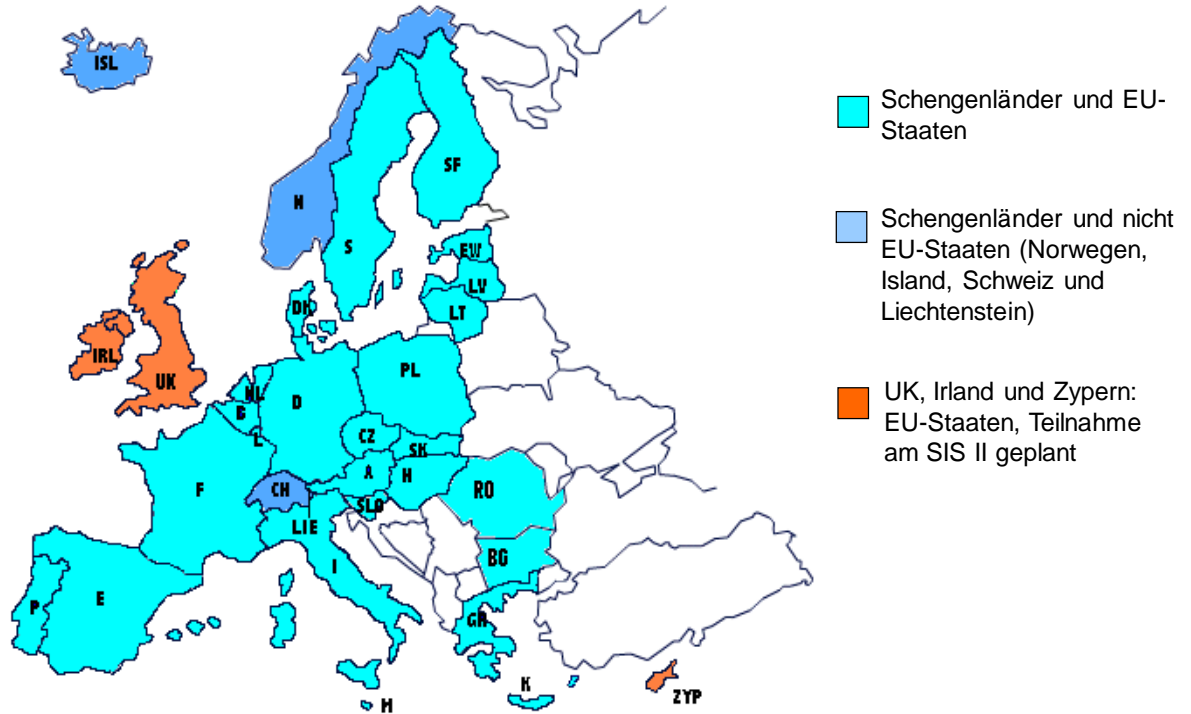 ISL
N
S
SF
EW
LV
LT
DK
IRL
UK
NL
B
L
D
PL
CZ
SK
A
H
F
CH
SLO
RO
LIE
BG
I
P
E
GR
K
M
ZYP
Schengenländer und EU-
Staaten
Schengenländer und nicht
EU-Staaten (Norwegen,
Island, Schweiz und
Liechtenstein)
UK, Irland und Zypern:
EU-Staaten, Teilnahme
am SIS II geplant